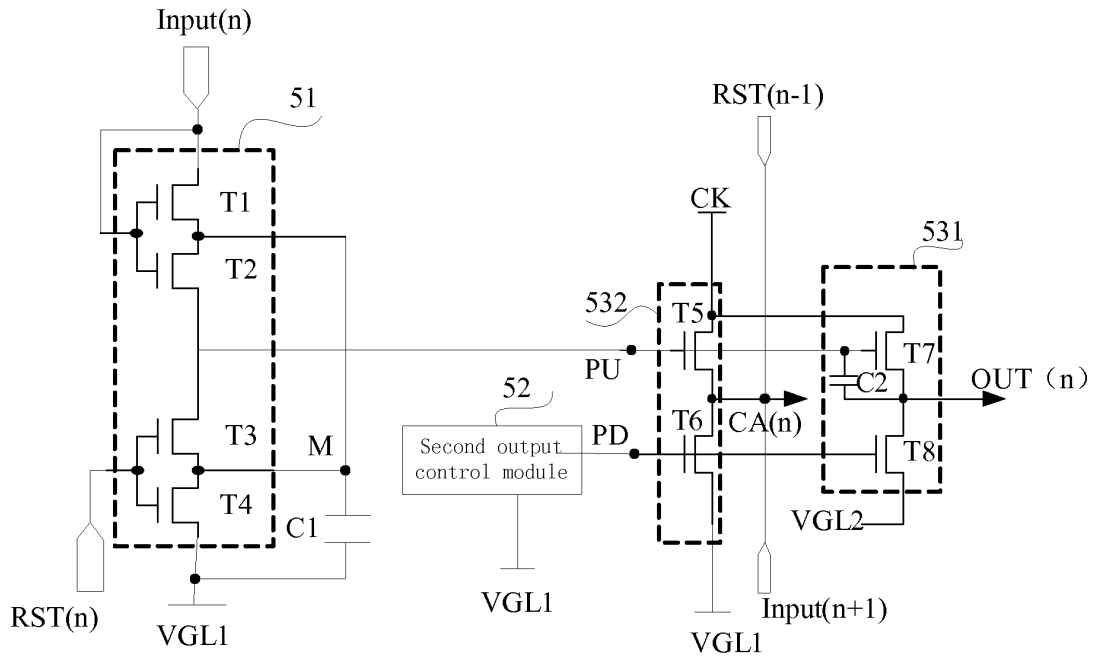 Input(n)
51
RST(n-1)
T1
CK
531
T2
532
T5
T7
PU
C2
OUT（n）
52
T3
T6
CA(n)
PD
M
Second output
control module
T8
T4
C1
VGL2
RST(n)
VGL1
VGL1
Input(n+1)
VGL1